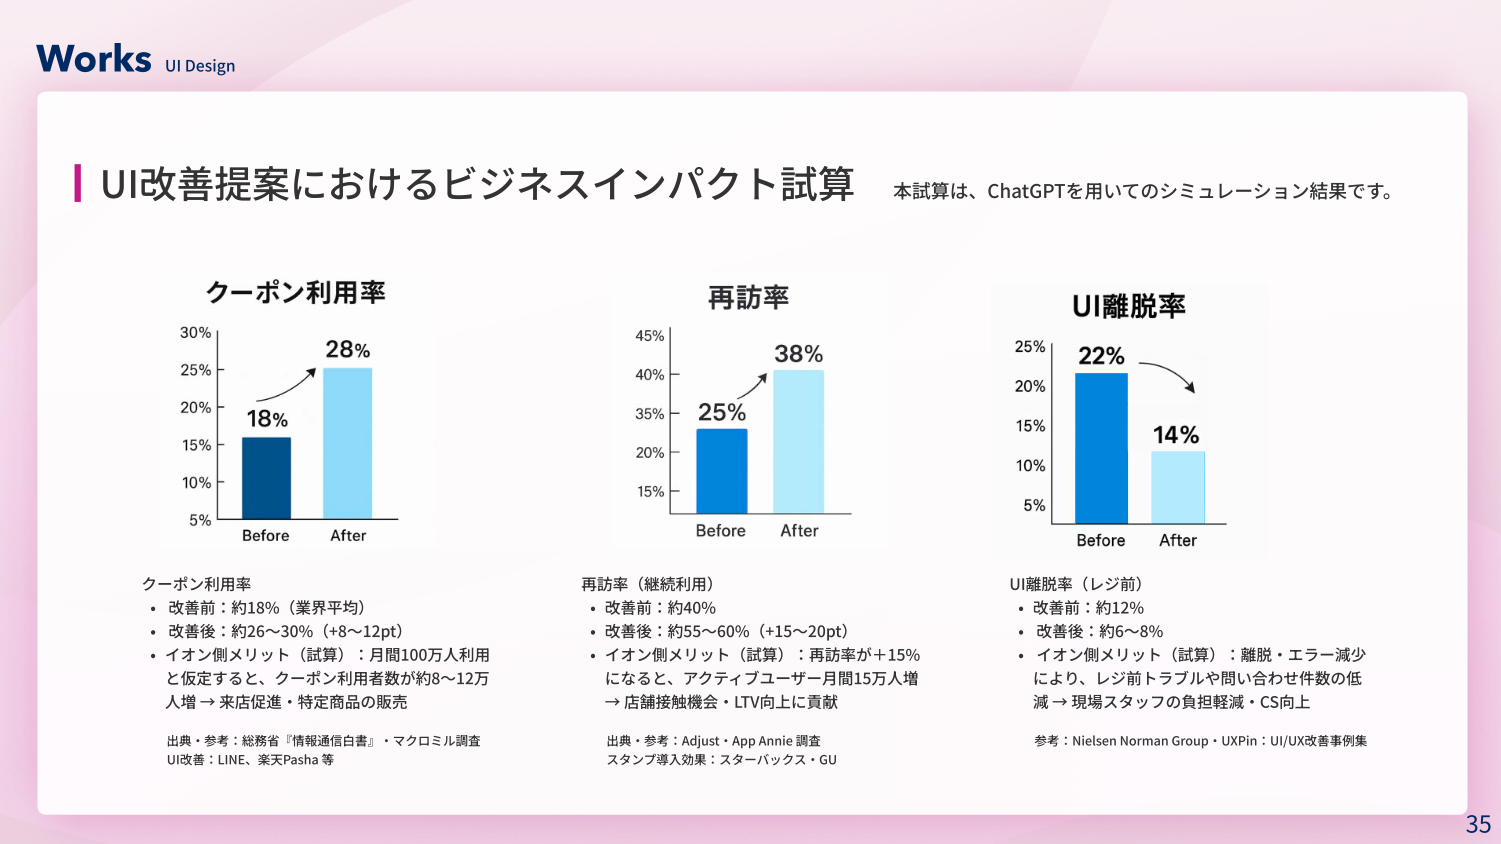 Works UI Design
UI改善提案におけるビジネスインパクト試算 本試算は、ChatGPTを用いてのシミュレーション結果です。
クーポン利用率
30%
25%
20%
15%
10%
5%
18%
28%
Before After
再訪率
45%
40%
35%
20%
15%
25%
38%
Before After
UI離脱率
25%
20%
15%
10%
5%
22%
14%
Before After
クーポン利用率
• 改善前：約18%（業界平均）
• 改善後：約26〜30%（+8〜12pt）
• イオン側メリット（試算）：月間100万人利用
と仮定すると、クーポン利用者数が約8〜12万
人増 → 来店促進・特定商品の販売
出典・参考：総務省『情報通信白書』・マクロミル調査
UI改善：LINE、楽天Pasha 等
再訪率（継続利用）
• 改善前：約40%
• 改善後：約55〜60%（+15〜20pt）
• イオン側メリット（試算）：再訪率が＋15%
になると、アクティブユーザー月間15万人増
→ 店舗接触機会・LTV向上に貢献
出典・参考：Adjust・App Annie 調査
スタンプ導入効果：スターバックス・GU
UI離脱率（レジ前）
• 改善前：約12%
• 改善後：約6〜8%
• イオン側メリット（試算）：離脱・エラー減少
により、レジ前トラブルや問い合わせ件数の低
減 → 現場スタッフの負担軽減・CS向上
参考：Nielsen Norman Group・UXPin：UI/UX改善事例集
35